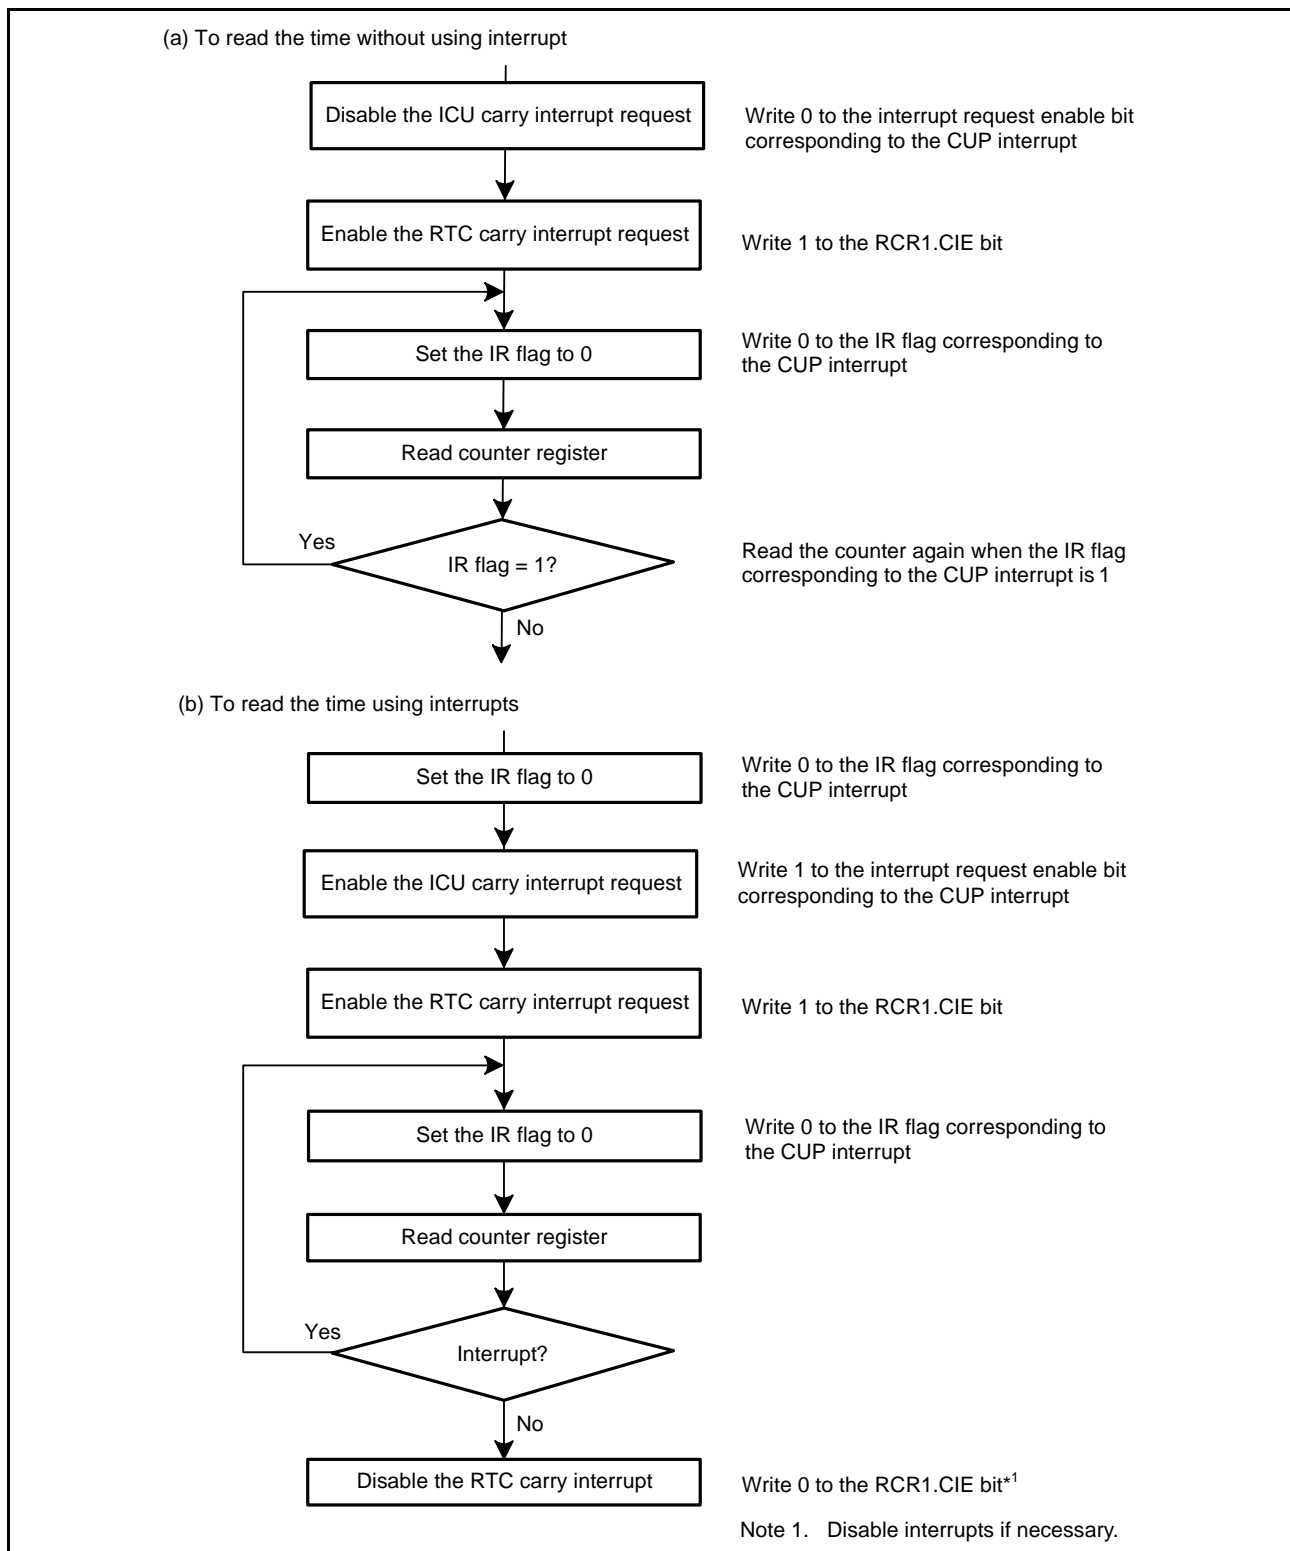 (a) To read the time without using interrupt
Disable the ICU carry interrupt request
Write 0 to the interrupt request enable bit
corresponding to the CUP interrupt
Enable the RTC carry interrupt request
Write 1 to the RCR1.CIE bit
Set the IR flag to 0
Write 0 to the IR flag corresponding to
the CUP interrupt
Read counter register
Yes
IR flag = 1?
Read the counter again when the IR flag
corresponding to the CUP interrupt is 1
No
(b) To read the time using interrupts
Set the IR flag to 0
Write 0 to the IR flag corresponding to
the CUP interrupt
Enable the ICU carry interrupt request
Write 1 to the interrupt request enable bit
corresponding to the CUP interrupt
Enable the RTC carry interrupt request
Write 1 to the RCR1.CIE bit
Set the IR flag to 0
Write 0 to the IR flag corresponding to
the CUP interrupt
Read counter register
Yes
Interrupt?
No
Disable the RTC carry interrupt
Write 0 to the RCR1.CIE bit*1
Note 1. Disable interrupts if necessary.